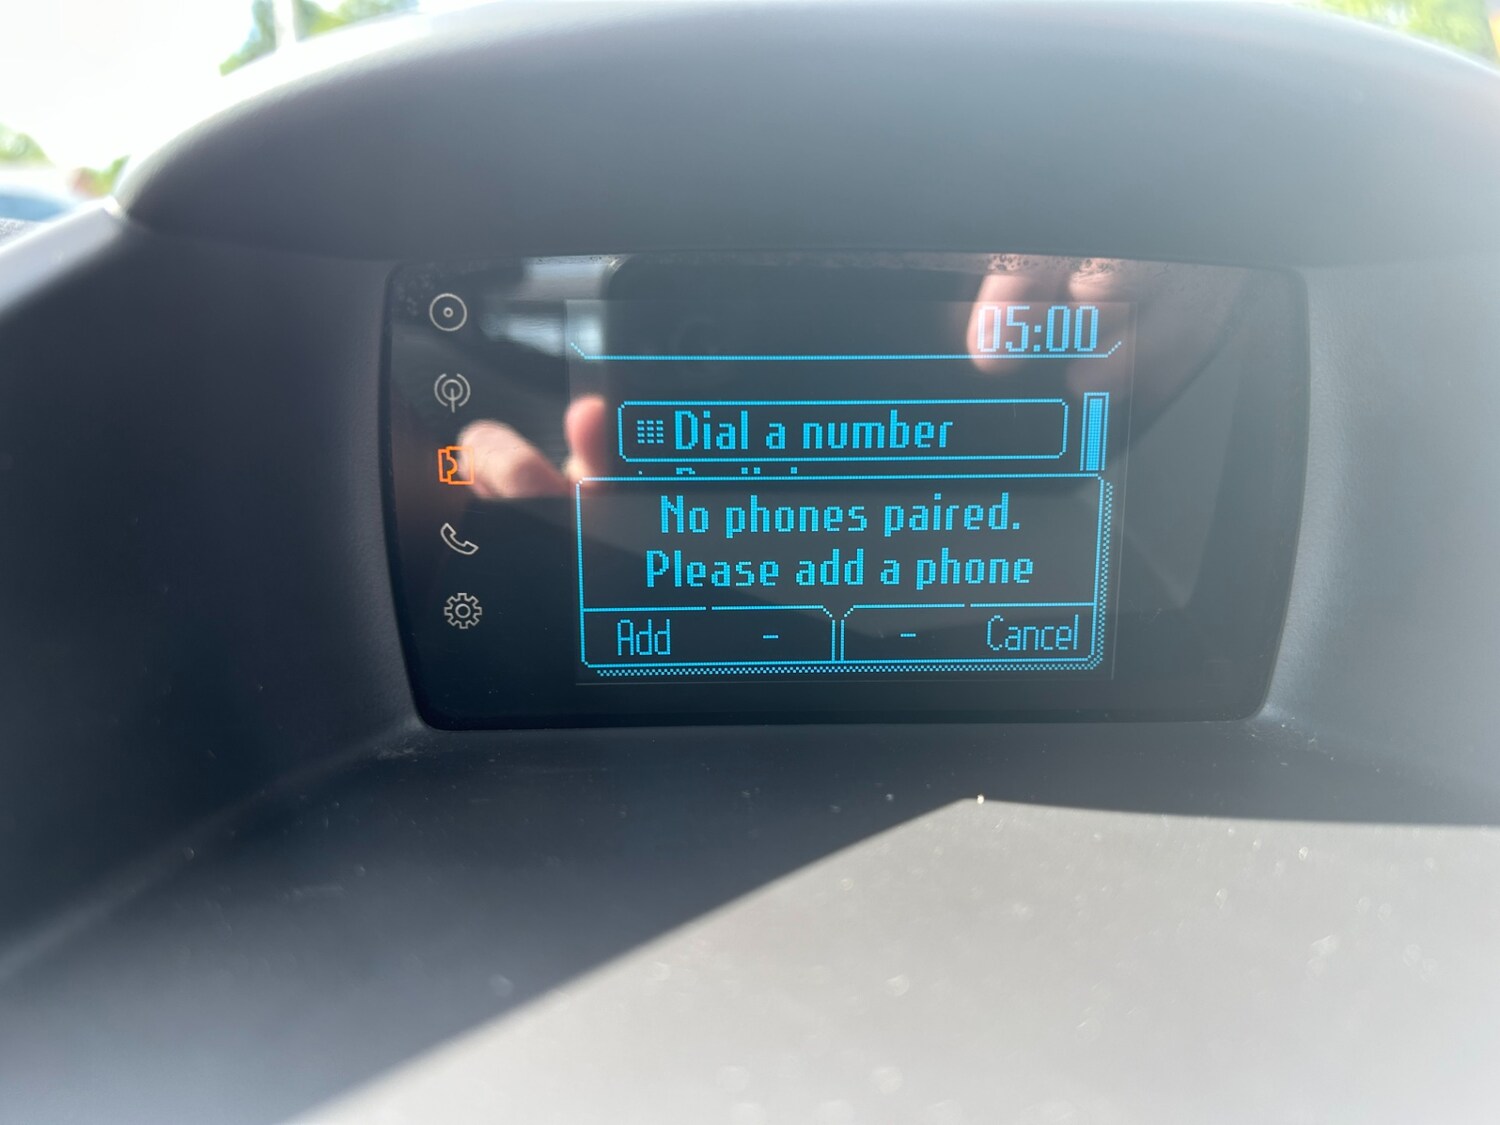 05:00
Dial a number
No phones paired.
Please add a phone
Add - - Cancel